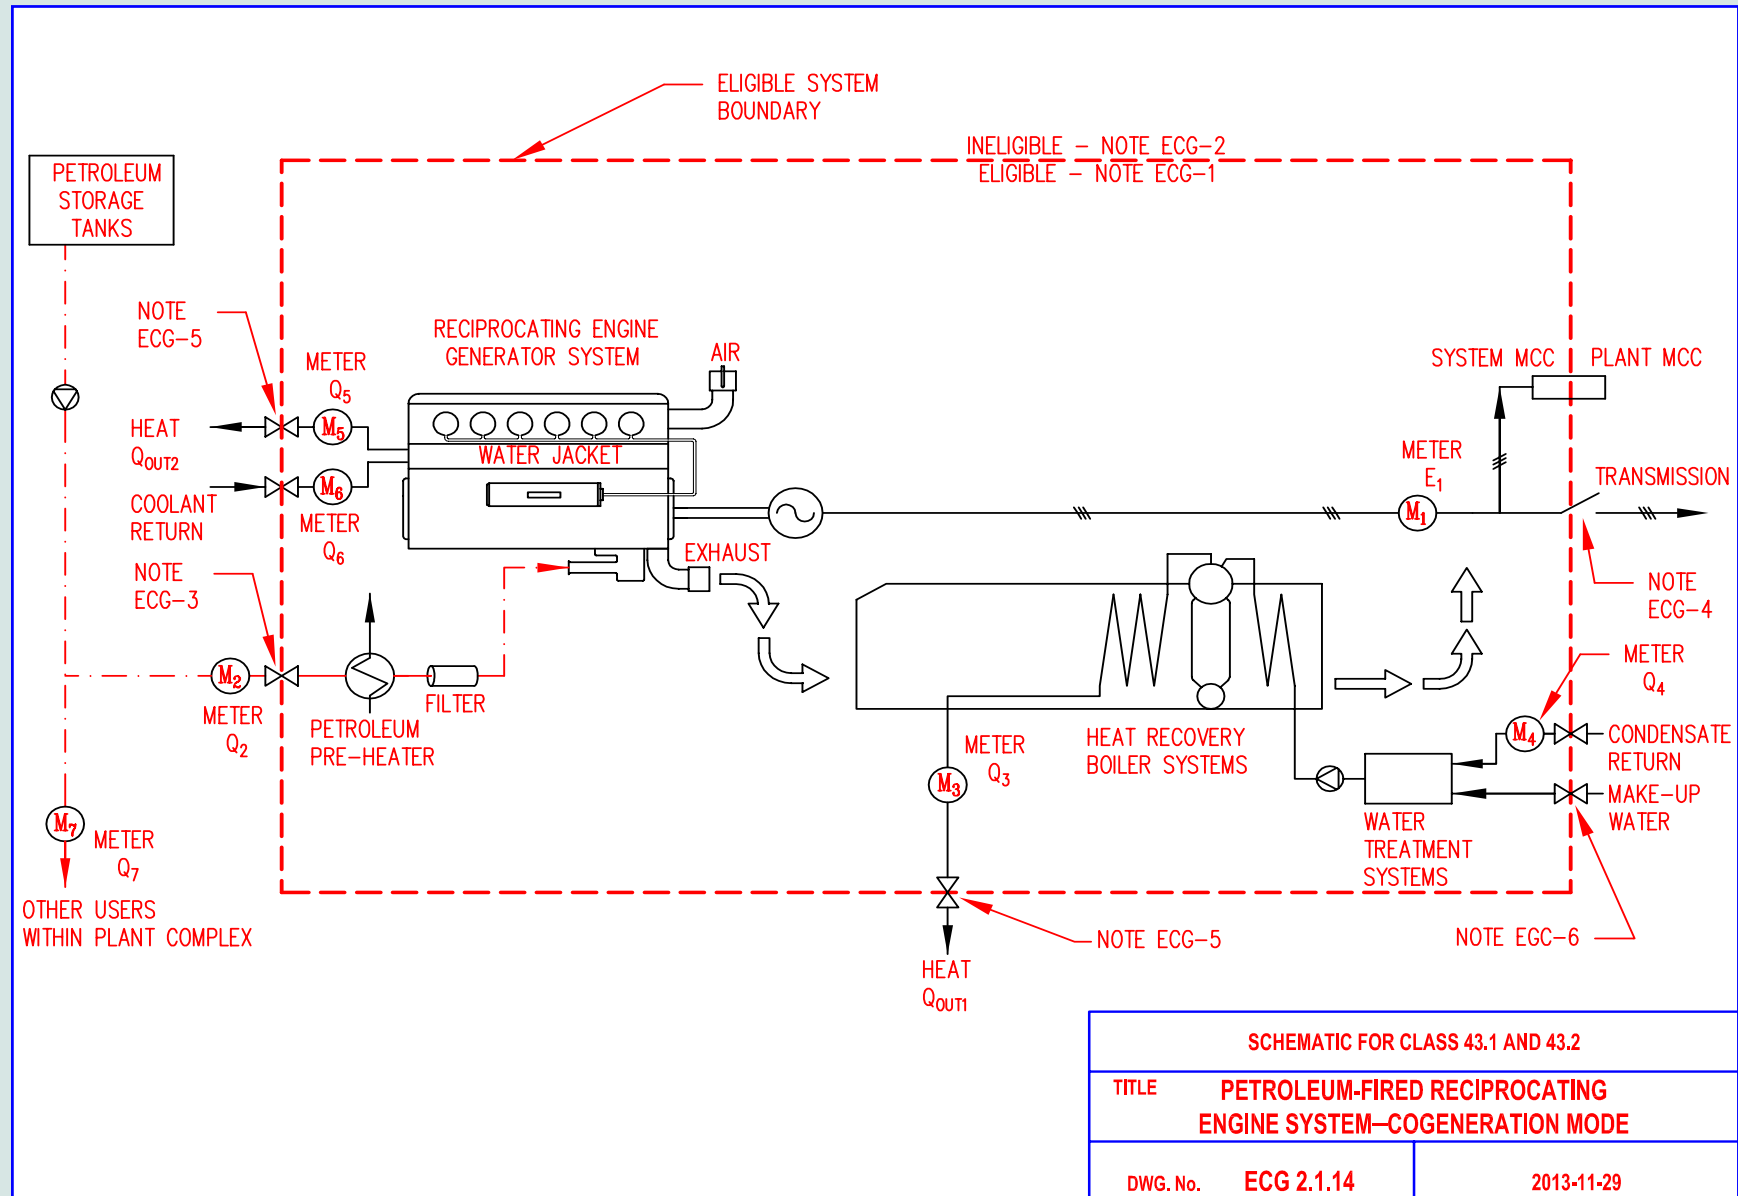 ELIGIBLE SYSTEM
BOUNDARY
INELIGIBLE - NOTE ECG-2
ELIGIBLE - NOTE ECG-1
PETROLEUM
STORAGE
TANKS
NOTE
ECG-5
METER
Q5
RECIPROCATING ENGINE
GENERATOR SYSTEM
AIR
SYSTEM MCC
PLANT MCC
HEAT
QOUT2
M5
WATER JACKET
METER
E1
TRANSMISSION
COOLANT
RETURN
M6
METER
Q6
M1
EXHAUST
NOTE
ECG-3
NOTE
ECG-4
M2
METER
Q2
PETROLEUM
PRE-HEATER
FILTER
METER
Q4
M4
CONDENSATE
RETURN
METER
Q3
M3
HEAT RECOVERY
BOILER SYSTEMS
MAKE-UP
WATER
WATER
TREATMENT
SYSTEMS
M7
METER
Q7
OTHER USERS
WITHIN PLANT COMPLEX
NOTE ECG-5
NOTE EGC-6
HEAT
QOUT1
SCHEMATIC FOR CLASS 43.1 AND 43.2
TITLE PETROLEUM-FIRED RECIPROCATING
ENGINE SYSTEM—COGENERATION MODE
DWG. No. ECG 2.1.14 2013-11-29